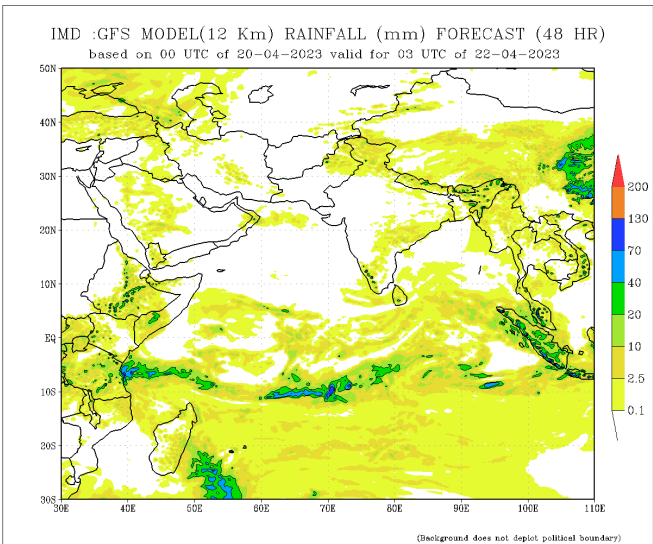 IMD :GFS MODEL(12 Km) RAINFALL (mm) FORECAST (48 HR)
based on 00 UTC of 20-04-2023 valid for 03 UTC of 22-04-2023
50N
40N
30N
20N
10N
EQ
10S
20S
30S
30E
40E
50E
60E
70E
80E
90E
100E
110E
200
130
70
40
20
10
2.5
0.1
(Background does not depict political boundary)